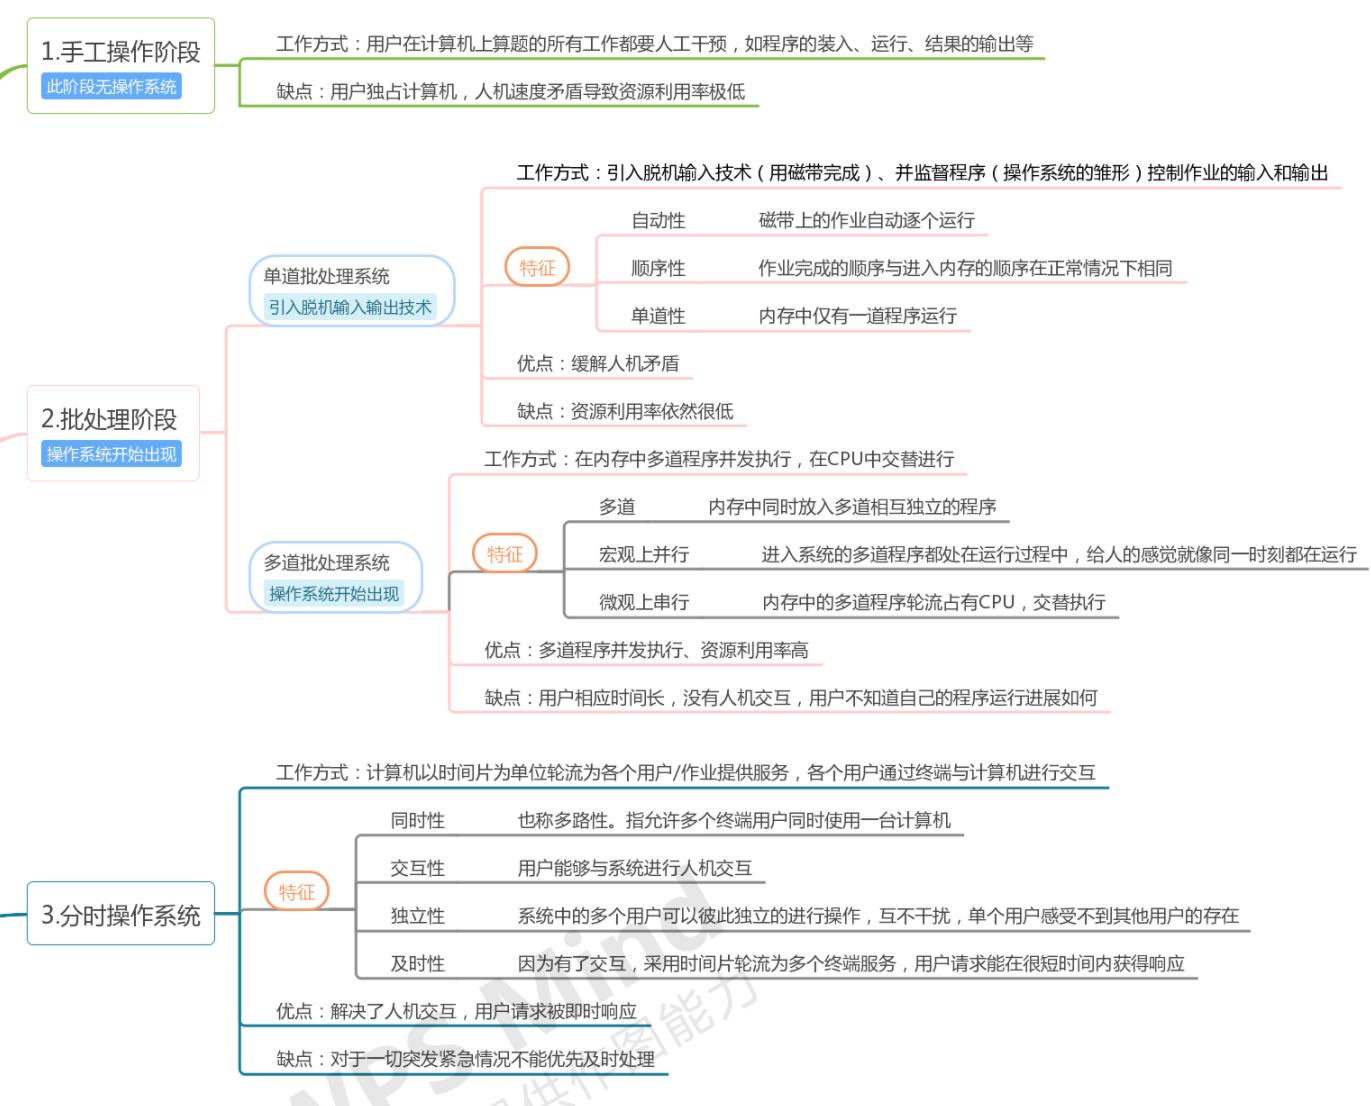 1.手工操作阶段
此阶段无操作系统
工作方式：用户在计算机上算题的所有工作都要人工干预，如程序的装入、运行、结果的输出等
缺点：用户独占计算机，人机速度矛盾导致资源利用率极低
2.批处理阶段
操作系统开始出现
单道批处理系统
引入脱机输入输出技术
工作方式：引入脱机输入技术（用磁带完成）、并监督程序（操作系统的雏形）控制作业的输入和输出
特征
自动性 磁带上的作业自动逐个运行
顺序性 作业完成的顺序与进入内存的顺序在正常情况下相同
单道性 内存中仅有一道程序运行
优点：缓解人机矛盾
缺点：资源利用率依然很低
多道批处理系统
操作系统开始出现
工作方式：在内存中多道程序并发执行，在CPU中交替进行
特征
多道 内存中同时放入多道相互独立的程序
宏观上并行 进入系统的多道程序都处在运行过程中，给人的感觉就像同一时刻都在运行
微观上串行 内存中的多道程序轮流占有CPU，交替执行
优点：多道程序并发执行、资源利用率高
缺点：用户相应时间长，没有人机交互，用户不知道自己的程序运行进展如何
3.分时操作系统
工作方式：计算机以时间片为单位轮流为各个用户/作业提供服务，各个用户通过终端与计算机进行交互
特征
同时性 也称多路性。指允许多个终端用户同时使用一台计算机
交互性 用户能够与系统进行人机交互
独立性 系统中的多个用户可以彼此独立的进行操作，互不干扰，单个用户感受不到其他用户的存在
及时性 因为有了交互，采用时间片轮流为多个终端服务，用户请求能在很短时间内获得响应
优点：解决了人机交互，用户请求被即时响应
缺点：对于一切突发紧急情况不能优先及时处理
WPS Mind
提供作图能力